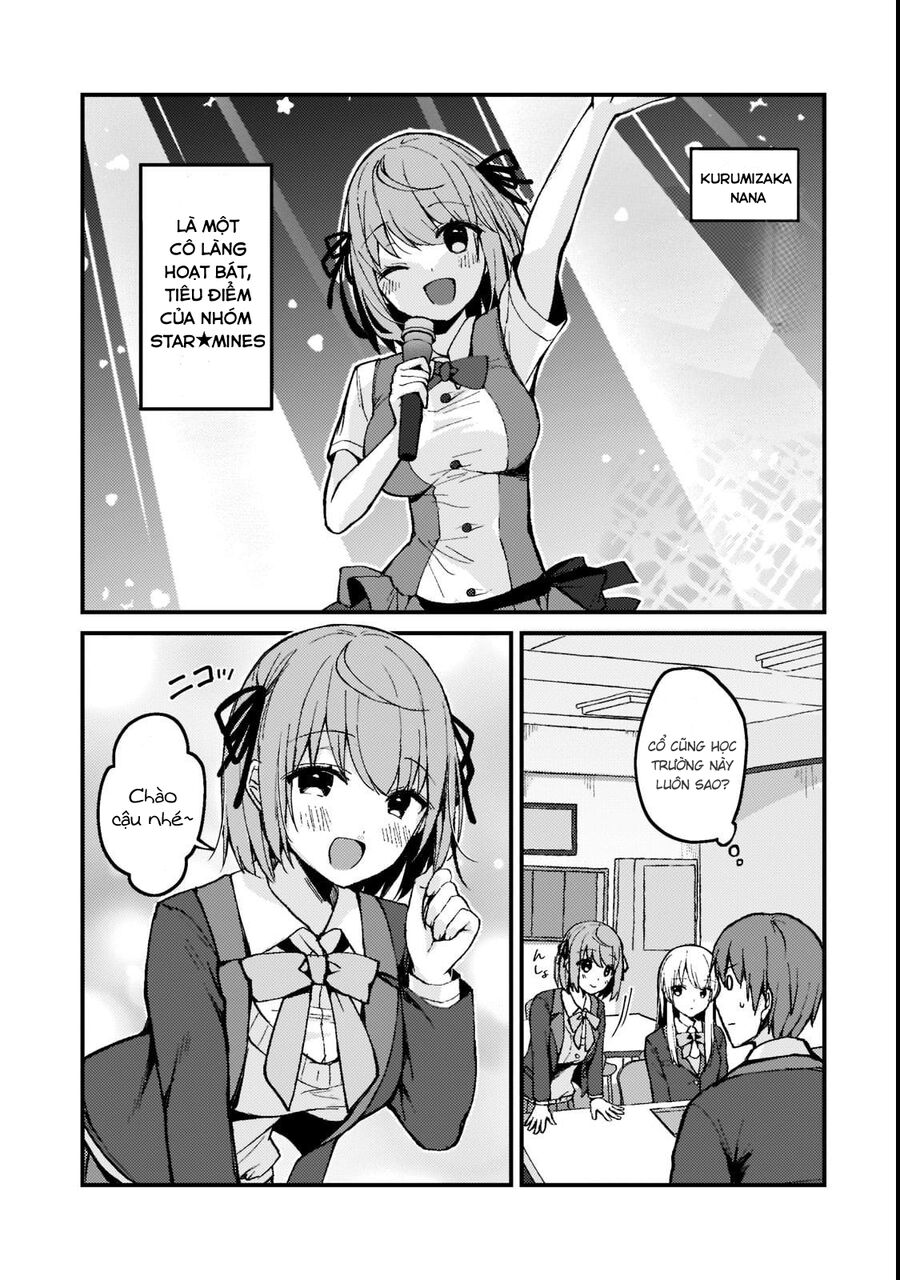 KURUMIZAKA
NANA
LÀ MỘT
CÔ LÀNG
HOẠT BÁT,
TIÊU ĐIỂM
CỦA NHÓM
STAR★MINES
CỔ CŨNG HỌC
TRƯỜNG NÀY
LUÔN SAO?
ニコッ
Chào
cậu nhé~